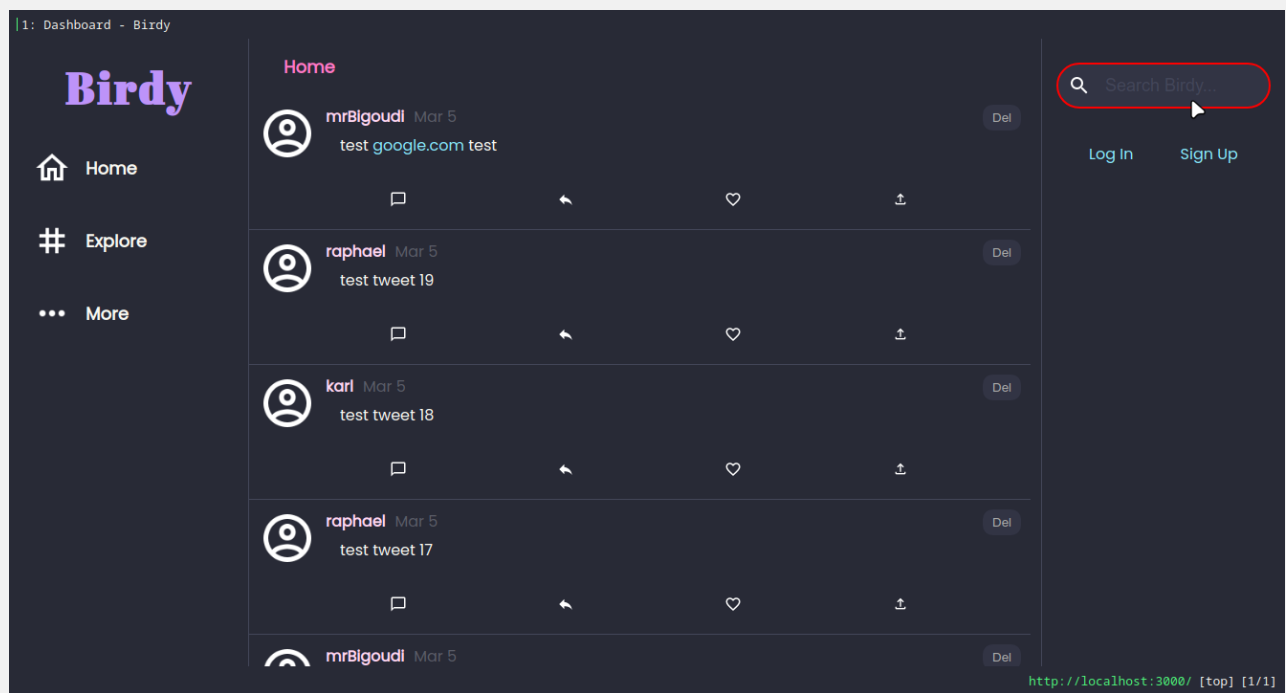 1: Dashboard - Birdy
Birdy
Home
Explore
More
Home
mrBigoudi Mar 5 Del
test google.com test
raphael Mar 5 Del
test tweet 19
karl Mar 5 Del
test tweet 18
raphael Mar 5 Del
test tweet 17
mrBigoudi Mar 5 Del
Search Birdy...
Log In Sign Up
http://localhost:3000/ [top] [1/1]